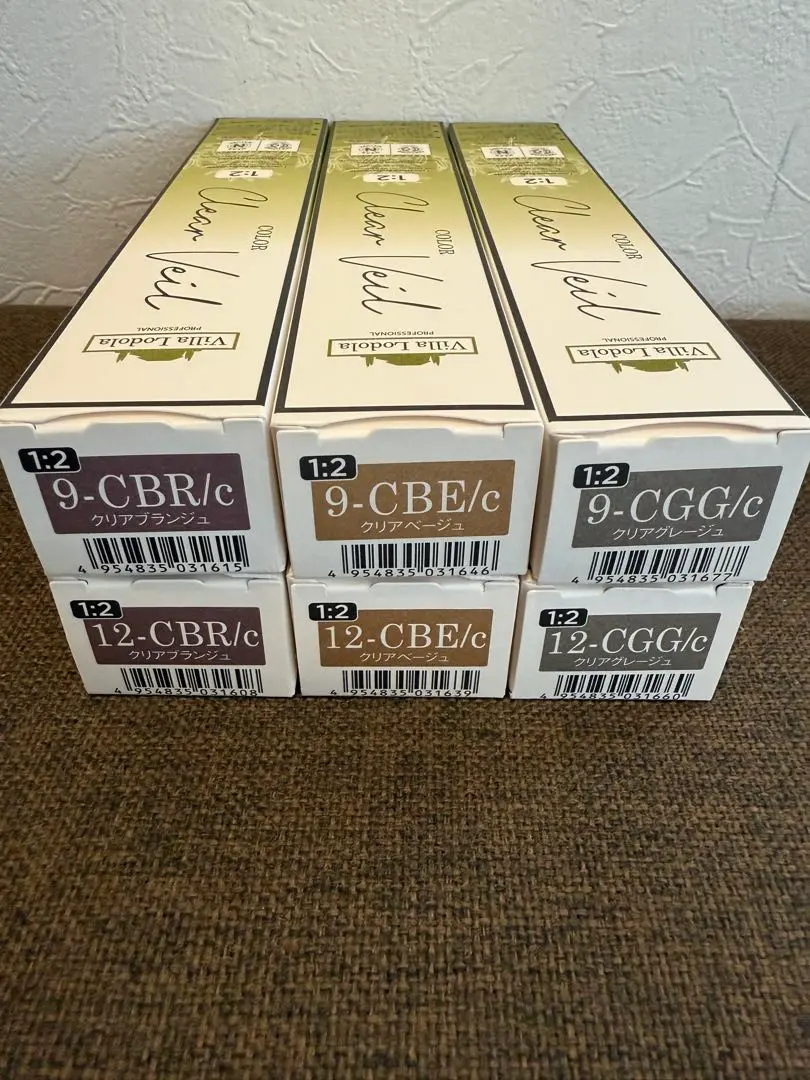 1:2
COLOR
Clear Veil
PROFESSIONAL
Villa Lodola
1:2
COLOR
Clear Veil
PROFESSIONAL
Villa Lodola
1:2
COLOR
Clear Veil
PROFESSIONAL
Villa Lodola
1:2
9-CBR/c
クリアブランジュ
4 954835 031615
1:2
9-CBE/c
クリアベージュ
4 954835 031646
1:2
9-CGG/c
クリアグレージュ
4 954835 031677
1:2
12-CBR/c
クリアブランジュ
4 954835 031608
1:2
12-CBE/c
クリアベージュ
4 954835 031639
1:2
12-CGG/c
クリアグレージュ
4 954835 031660